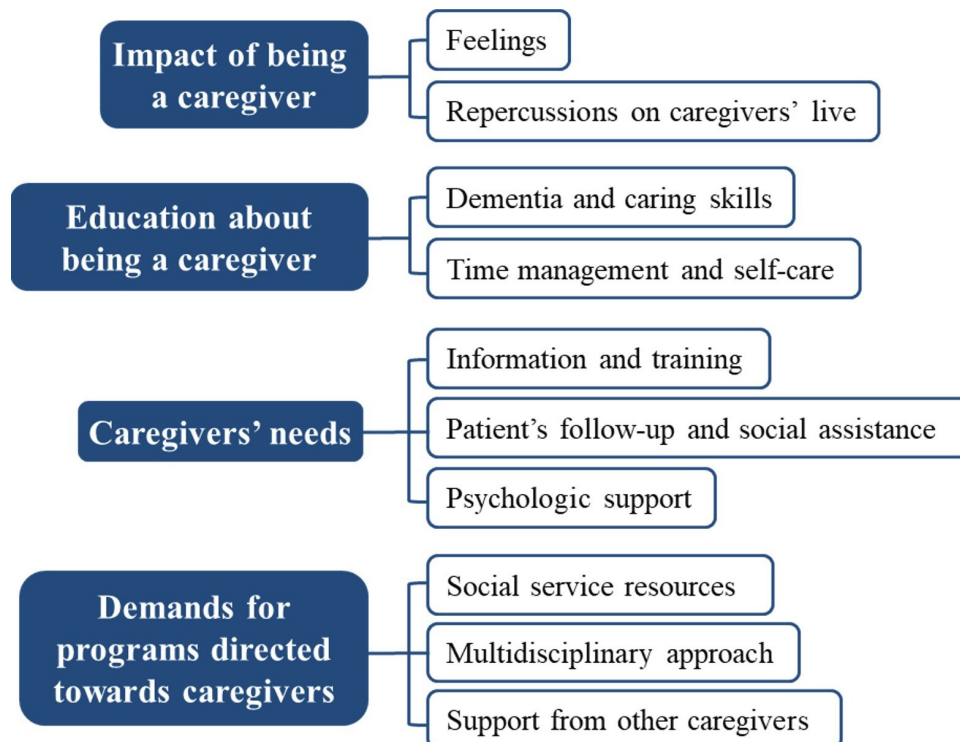 Impact of being
a caregiver
Feelings
Repercussions on caregivers’ live
Education about
being a caregiver
Dementia and caring skills
Time management and self-care
Caregivers’ needs
Information and training
Patient’s follow-up and social assistance
Psychologic support
Demands for
programs directed
towards caregivers
Social service resources
Multidisciplinary approach
Support from other caregivers